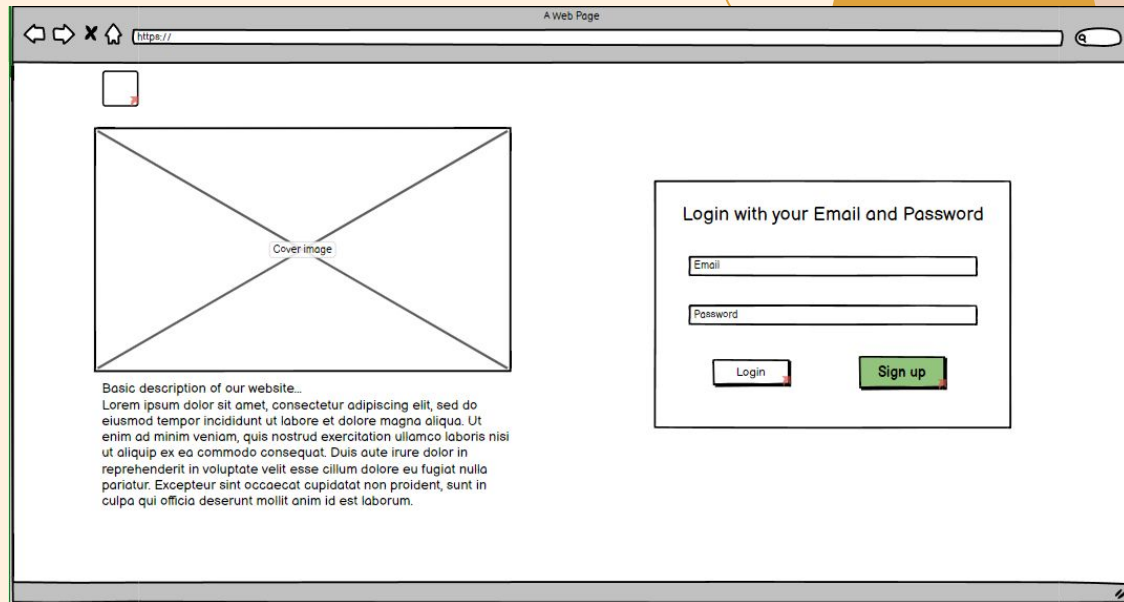 A Web Page
https://
Cover image
Basic description of our website...
Lorem ipsum dolor sit amet, consectetur adipiscing elit, sed do
eiusmod tempor incididunt ut labore et dolore magna aliqua. Ut
enim ad minim veniam, quis nostrud exercitation ullamco laboris nisi
ut aliquip ex ea commodo consequat. Duis aute irure dolor in
reprehenderit in voluptate velit esse cillum dolore eu fugiat nulla
pariatur. Excepteur sint occaecat cupidatat non proident, sunt in
culpa qui officia deserunt mollit anim id est laborum.
Login with your Email and Password
Email
Password
Login
Sign up